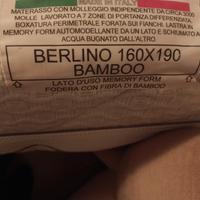 MADE IN ITALY
MATERASSO CON MOLLEGGIO INDIPENDENTE DA CIRCA 3000
MOLLE LAVORATO A 7 ZONE DI PORTANZA DIFFERENZIATA,
BOXATURA PERIMETRALE FORATA SUI FIANCHI, LASTRA IN
MEMORY FORM AUTOMODELLANTE DA UN LATO E SCHIUMATO AD
ACQUA BUGNATO DALL'ALTRO.
BERLINO 160X190
BAMBOO
LATO D'USO MEMORY FORM
FODERA CON FIBRA DI BAMBOO